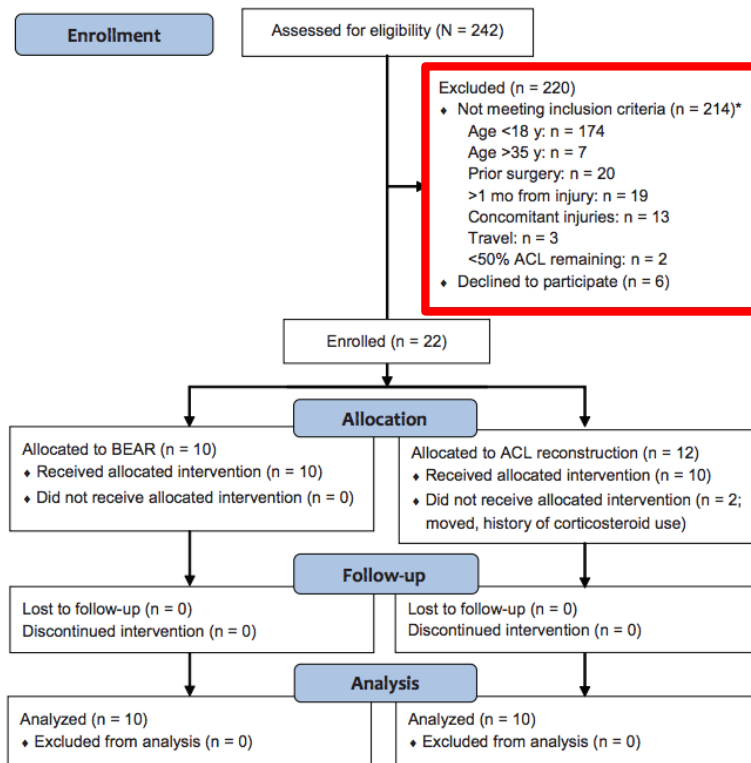 Enrollment
Assessed for eligibility (N = 242)
Excluded (n = 220)
♦ Not meeting inclusion criteria (n = 214)*
Age <18 y: n = 174
Age >35 y: n = 7
Prior surgery: n = 20
>1 mo from injury: n = 19
Concomitant injuries: n = 13
Travel: n = 3
<50% ACL remaining: n = 2
♦ Declined to participate (n = 6)
Enrolled (n = 22)
Allocation
Allocated to BEAR (n = 10)
♦ Received allocated intervention (n = 10)
♦ Did not receive allocated intervention (n = 0)
Allocated to ACL reconstruction (n = 12)
♦ Received allocated intervention (n = 10)
♦ Did not receive allocated intervention (n = 2;
moved, history of corticosteroid use)
Follow-up
Lost to follow-up (n = 0)
Discontinued intervention (n = 0)
Lost to follow-up (n = 0)
Discontinued intervention (n = 0)
Analysis
Analyzed (n = 10)
♦ Excluded from analysis (n = 0)
Analyzed (n = 10)
♦ Excluded from analysis (n = 0)